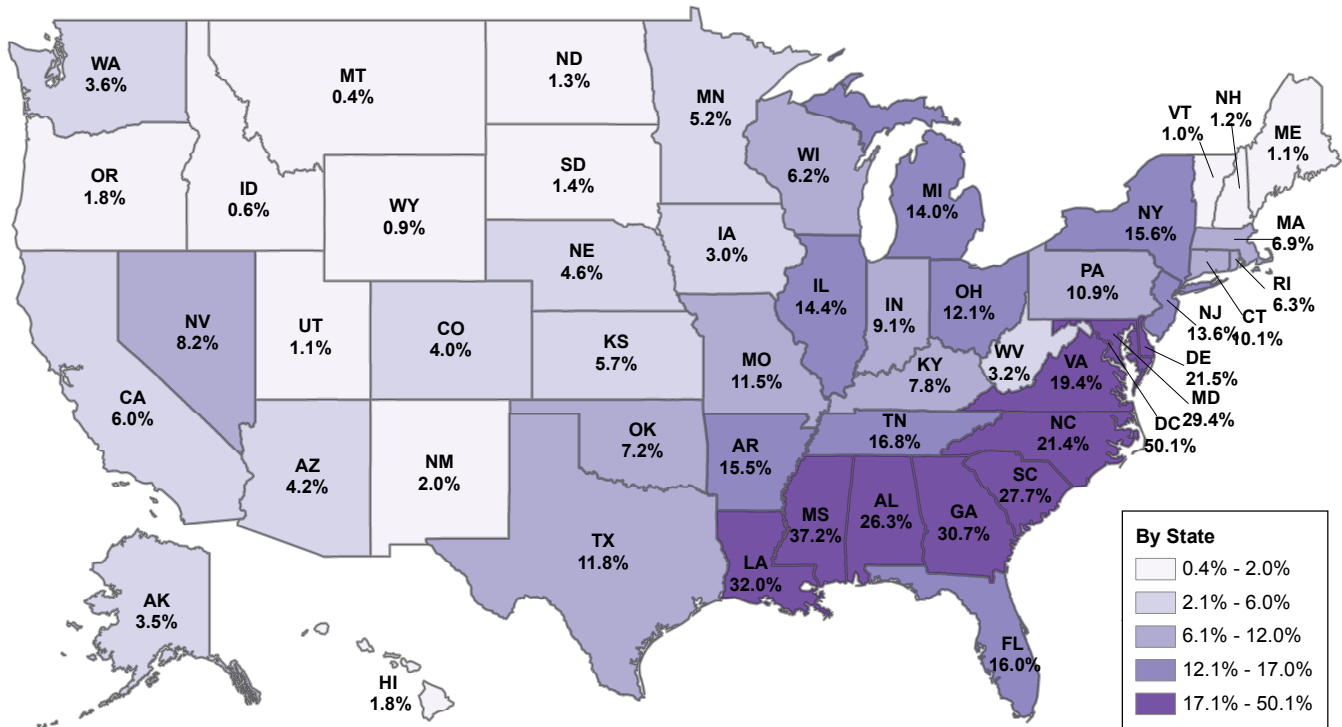 WA
3.6%
MT
0.4%
ND
1.3%
MN
5.2%
VT
1.0%
NH
1.2%
ME
1.1%
OR
1.8%
ID
0.6%
WY
0.9%
SD
1.4%
WI
6.2%
MI
14.0%
NY
15.6%
MA
6.9%
RI
6.3%
CT
10.1%
NJ
13.6%
PA
10.9%
IA
3.0%
NE
4.6%
IL
14.4%
IN
9.1%
OH
12.1%
NV
8.2%
UT
1.1%
CO
4.0%
KS
5.7%
MO
11.5%
KY
7.8%
WV
3.2%
VA
19.4%
DE
21.5%
MD
29.4%
DC
50.1%
CA
6.0%
AZ
4.2%
NM
2.0%
OK
7.2%
AR
15.5%
TN
16.8%
NC
21.4%
SC
27.7%
TX
11.8%
LA
32.0%
MS
37.2%
AL
26.3%
GA
30.7%
FL
16.0%
AK
3.5%
HI
1.8%
By State
0.4% - 2.0%
2.1% - 6.0%
6.1% - 12.0%
12.1% - 17.0%
17.1% - 50.1%